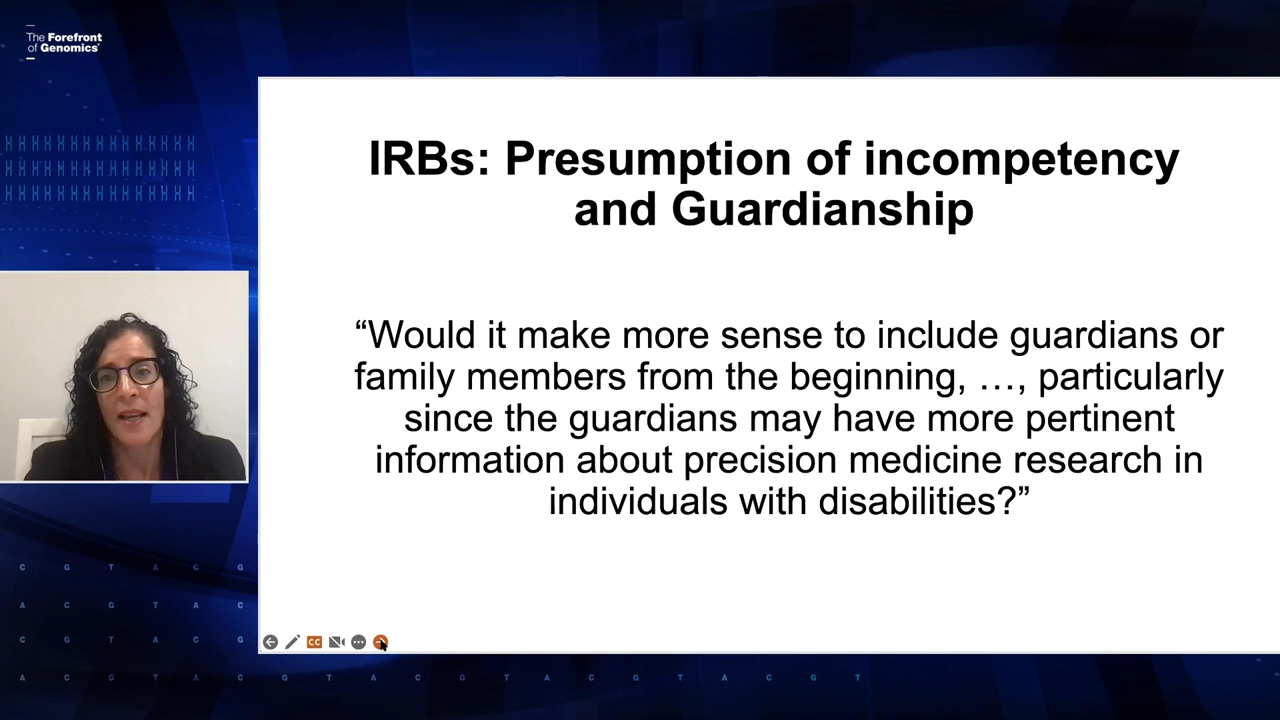 The Forefront
of Genomics®
IRBs: Presumption of incompetency
and Guardianship
“Would it make more sense to include guardians or
family members from the beginning, …, particularly
since the guardians may have more pertinent
information about precision medicine research in
individuals with disabilities?”
CC
C G T A C G
A C G T A C
C G T A C G
A C G T A C G T A C G T A C G T A C G T